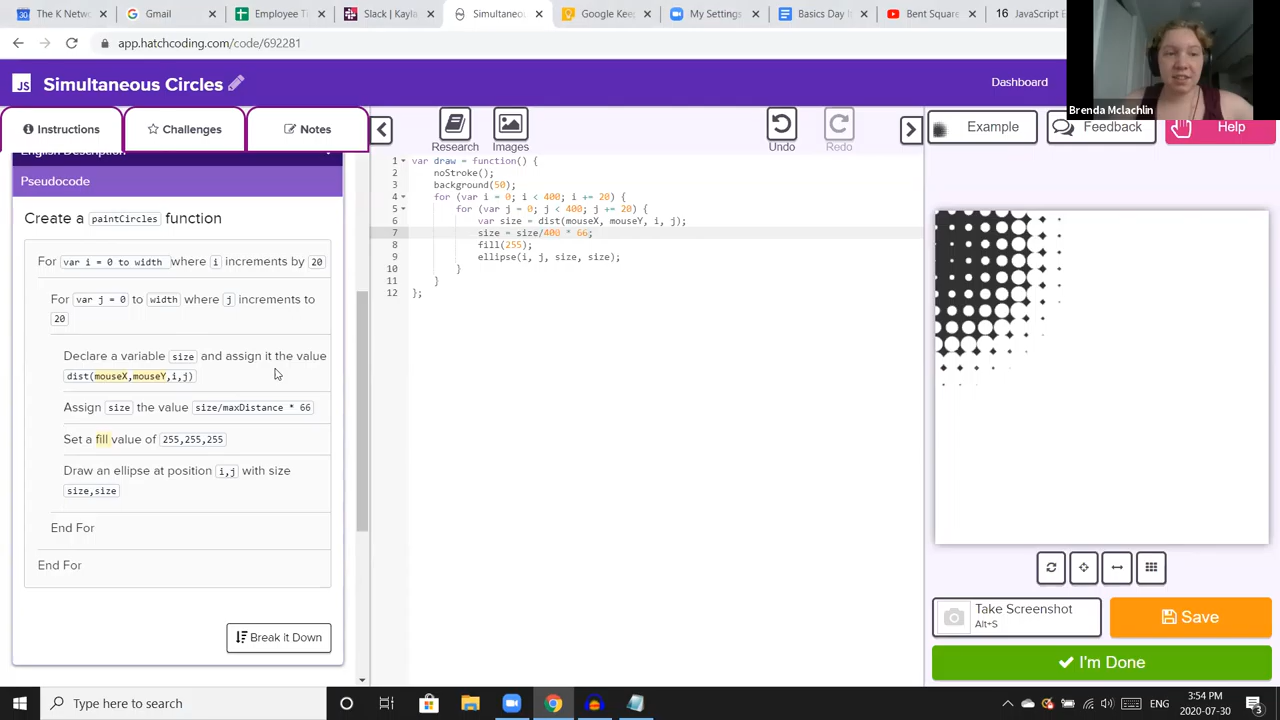 The K Network
Gmail
Employee Ti
Slack | Kayla
Simultaneou
Google Keep
My Settings
Basics Day I
Bent Square
16 JavaScript E
app.hatchcoding.com/code/692281
Brenda Mclachlin
JS Simultaneous Circles
Dashboard
Instructions
Challenges
Notes
Research
Images
Undo
Redo
Example
Feedback
Help
English Description
Pseudocode
Create a paintCircles function
For var i = 0 to width where i increments by 20
For var j = 0 to width where j increments to
20
Declare a variable size and assign it the value
dist(mouseX,mouseY,i,j)
Assign size the value size/maxDistance * 66
Set a fill value of 255,255,255
Draw an ellipse at position i,j with size
size,size
End For
End For
Break it Down
1 var draw = function() {
2 noStroke();
3 background(50);
4 for (var i = 0; i < 400; i += 20) {
5 for (var j = 0; j < 400; j += 20) {
6 var size = dist(mouseX, mouseY, i, j);
7 size = size/400 * 66;
8 fill(255);
9 ellipse(i, j, size, size);
10 }
11 }
12 };
Take Screenshot
Alt+S
Save
I'm Done
Type here to search
ENG
3:54 PM
2020-07-30
3